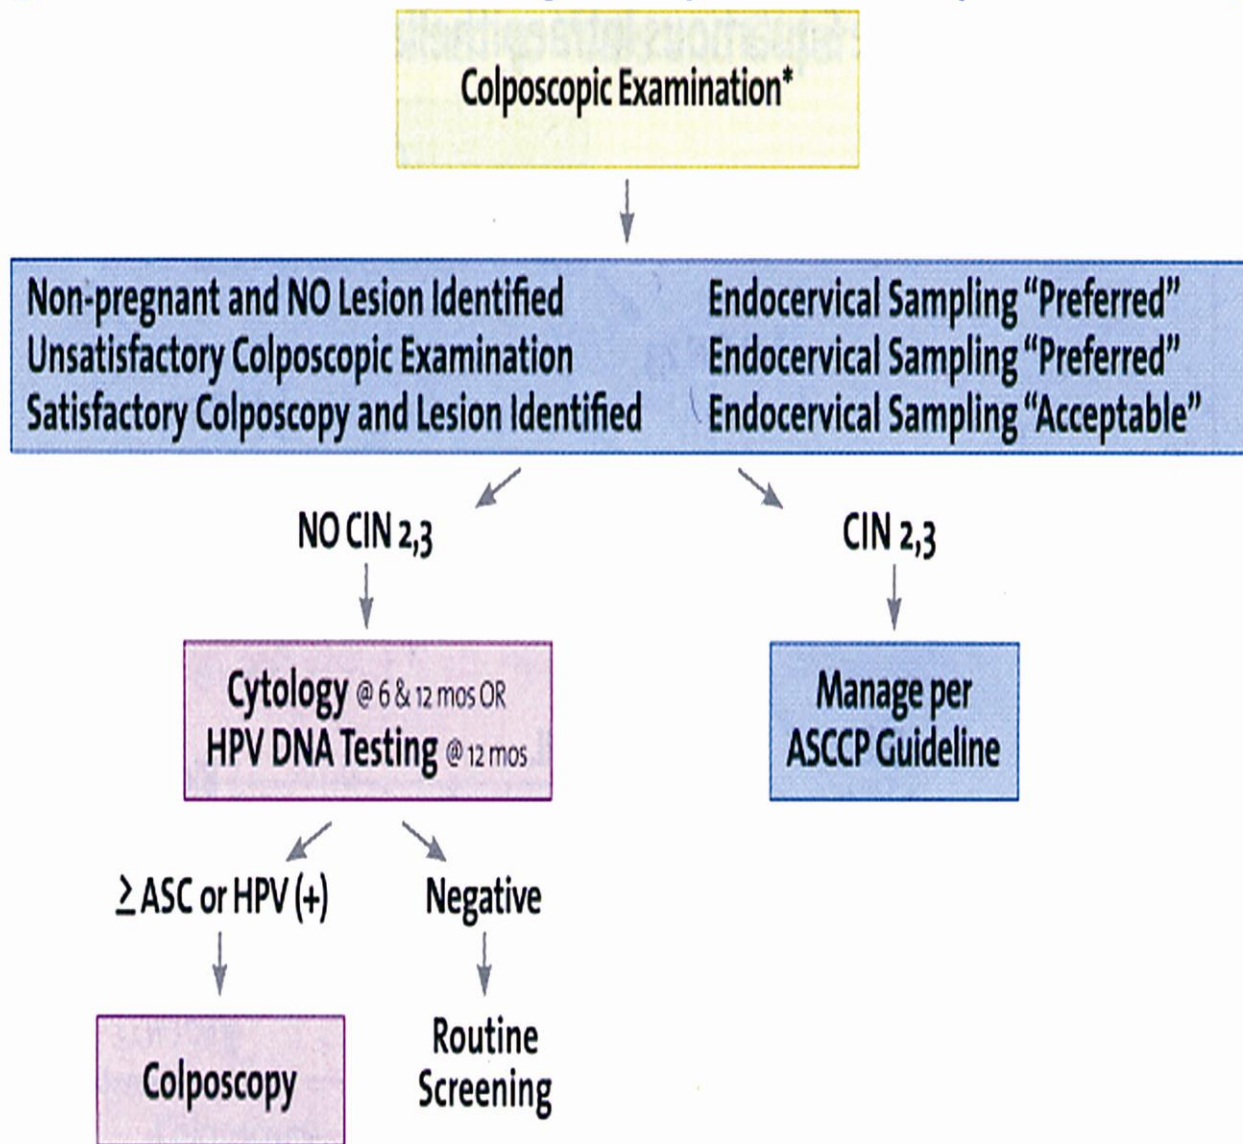 Colposcopic Examination*
Non-pregnant and NO Lesion Identified Endocervical Sampling “Preferred”
Unsatisfactory Colposcopic Examination Endocervical Sampling “Preferred”
Satisfactory Colposcopy and Lesion Identified Endocervical Sampling “Acceptable”
NO CIN 2,3
CIN 2,3
Cytology @ 6 & 12 mos OR
HPV DNA Testing @ 12 mos
Manage per
ASCCP Guideline
≥ ASC or HPV (+)
Negative
Colposcopy
Routine
Screening